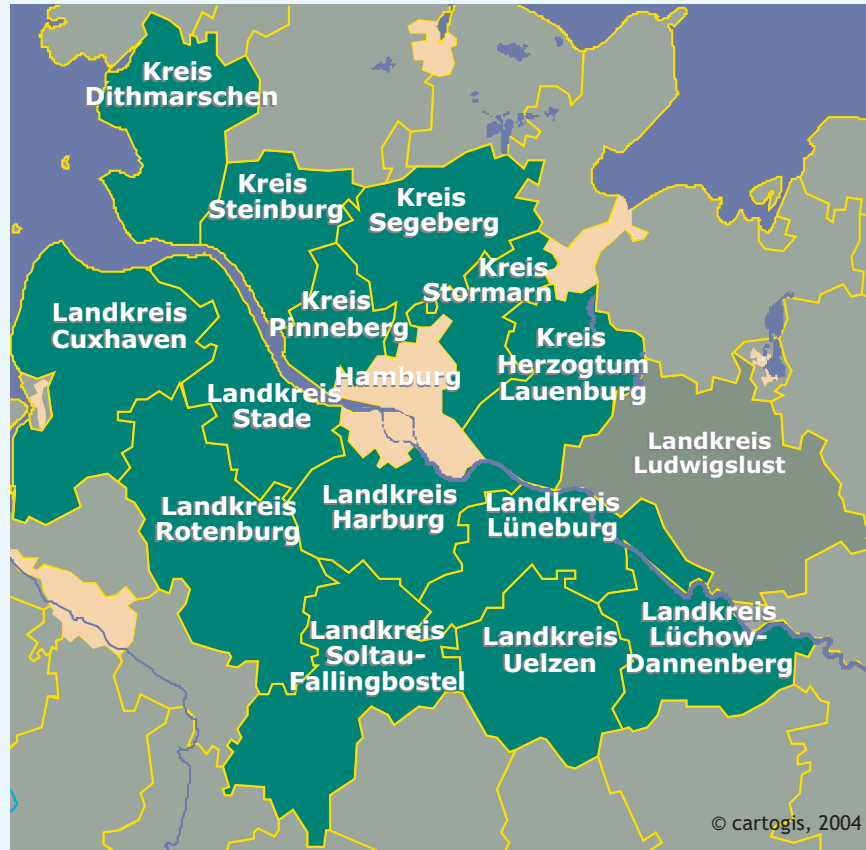 Kreis
Dithmarschen
Kreis
Steinburg
Kreis
Segeberg
Kreis
Stormarn
Kreis
Pinneberg
Landkreis
Cuxhaven
Kreis
Herzogtum
Lauenburg
Hamburg
Landkreis
Stade
Landkreis
Ludwigslust
Landkreis
Harburg
Landkreis
Lüneburg
Landkreis
Rotenburg
Landkreis
Soltau-
Fallingbostel
Landkreis
Uelzen
Landkreis
Lüchow-
Dannenberg
© cartogis, 2004